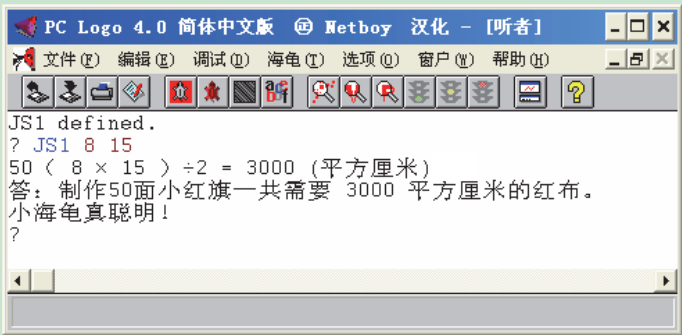 PC Logo 4.0 简体中文版 ㊣ Netboy 汉化 - [听者]
文件(F) 编辑(E) 调试(D) 海龟(T) 选项(O) 窗户(W) 帮助(H)
JS1 defined.
? JS1 8 15
50 ( 8 × 15 ) ÷2 = 3000 (平方厘米)
答: 制作50面小红旗一共需要 3000 平方厘米的红布。
小海龟真聪明!
?